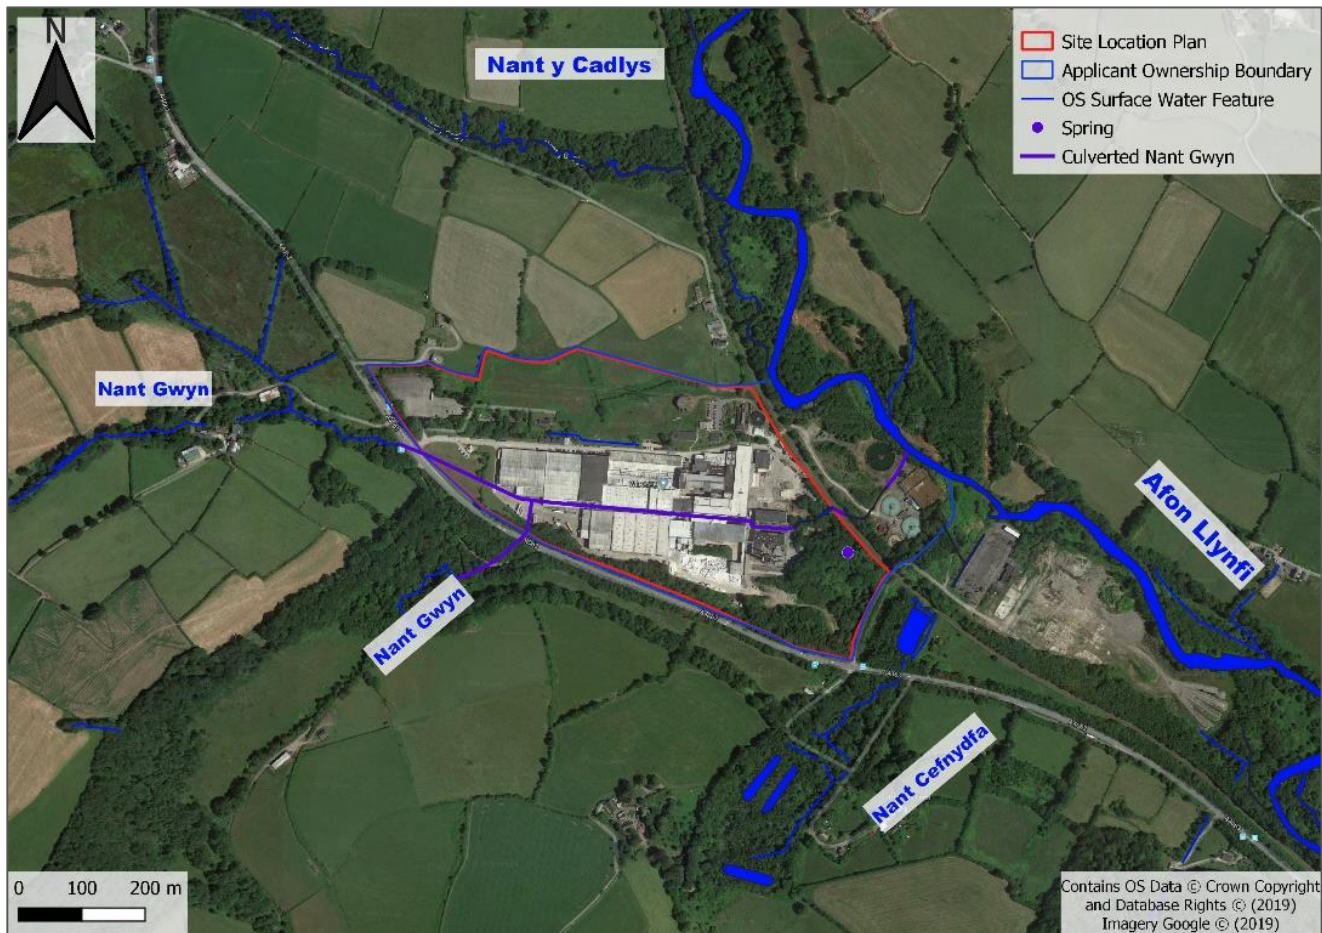 N
Nant y Cadlys
Site Location Plan
Applicant Ownership Boundary
OS Surface Water Feature
Spring
Culverted Nant Gwyn
Nant Gwyn
Afon Llynfi
Nant Gwyn
Nant Cefnydfa
0 100 200 m
Contains OS Data © Crown Copyright
and Database Rights © (2019)
Imagery Google © (2019)